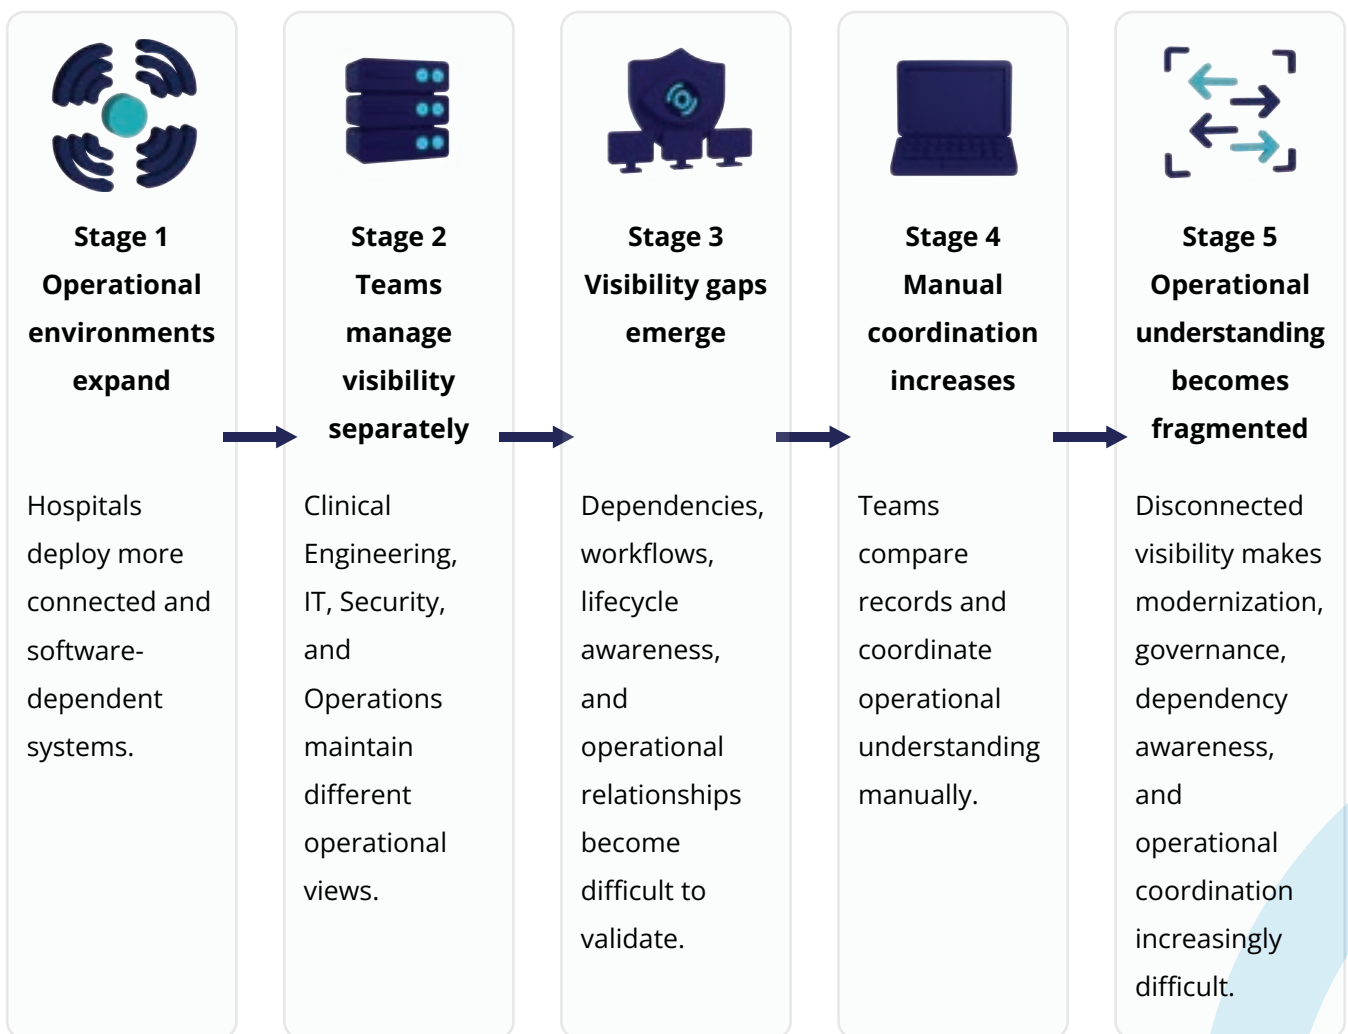 Stage 1
Operational
environments
expand
Hospitals
deploy more
connected and
software-
dependent
systems.
Stage 2
Teams
manage
visibility
separately
Clinical
Engineering,
IT, Security,
and
Operations
maintain
different
operational
views.
Stage 3
Visibility gaps
emerge
Dependencies,
workflows,
lifecycle
awareness,
and
operational
relationships
become
difficult to
validate.
Stage 4
Manual
coordination
increases
Teams
compare
records and
coordinate
operational
understanding
manually.
Stage 5
Operational
understanding
becomes
fragmented
Disconnected
visibility makes
modernization,
governance,
dependency
awareness,
and
operational
coordination
increasingly
difficult.